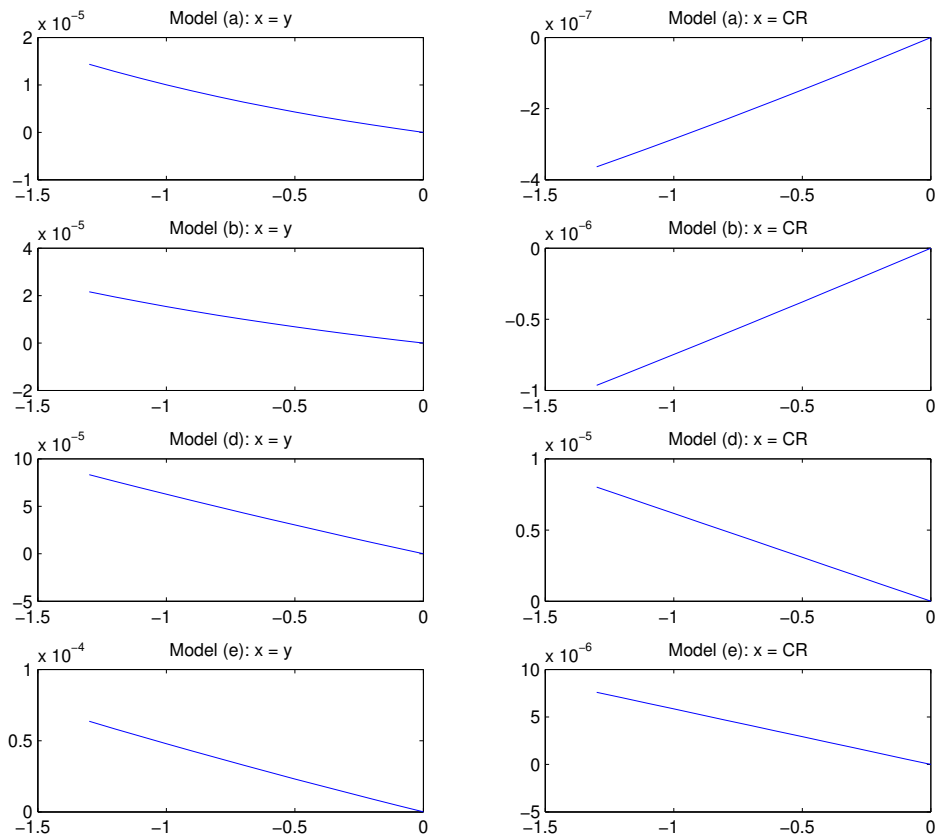 Model (a): x = y
x 10⁻⁵
2
1
0
−1
−1.5 −1 −0.5 0
Model (a): x = CR
x 10⁻⁷
0
−2
−4
−1.5 −1 −0.5 0
Model (b): x = y
x 10⁻⁵
4
2
0
−2
−1.5 −1 −0.5 0
Model (b): x = CR
x 10⁻⁶
0
−0.5
−1
−1.5 −1 −0.5 0
Model (d): x = y
x 10⁻⁵
10
5
0
−5
−1.5 −1 −0.5 0
Model (d): x = CR
x 10⁻⁵
1
0.5
0
−1.5 −1 −0.5 0
Model (e): x = y
x 10⁻⁴
1
0.5
0
−1.5 −1 −0.5 0
Model (e): x = CR
x 10⁻⁶
10
5
0
−5
−1.5 −1 −0.5 0